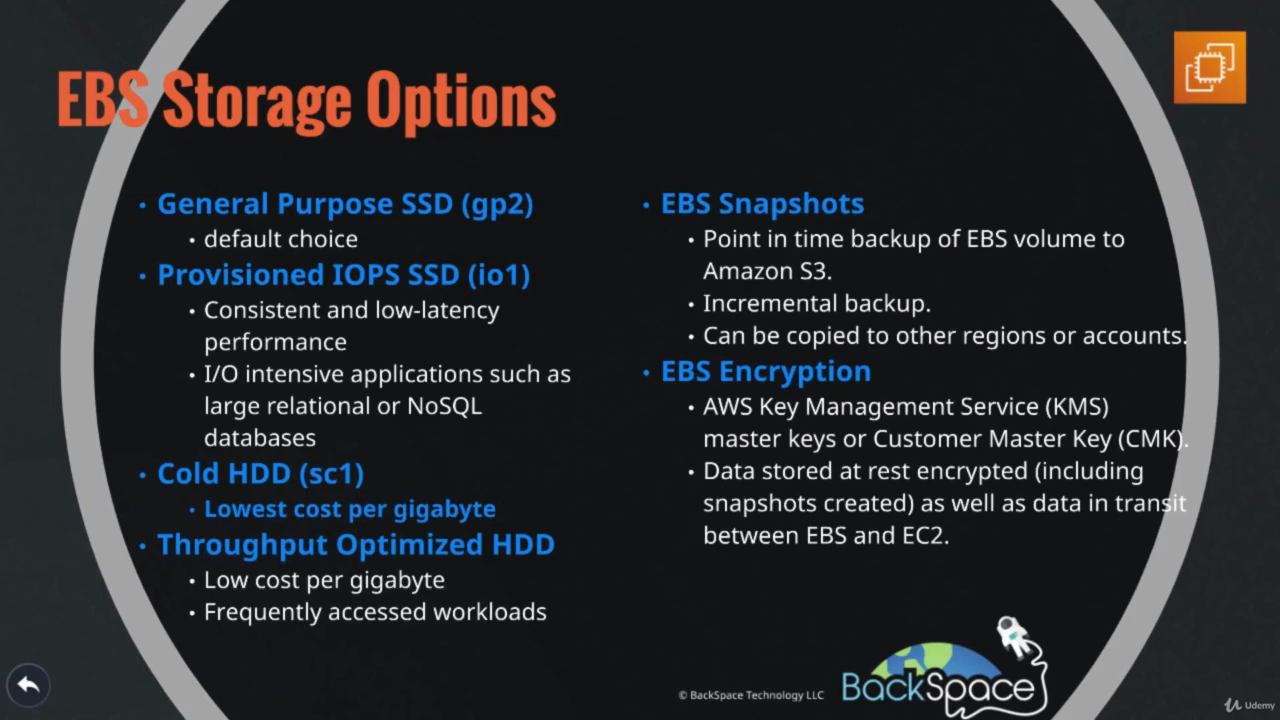 EBS Storage Options
• General Purpose SSD (gp2)
• default choice
• Provisioned IOPS SSD (io1)
• Consistent and low-latency
performance
• I/O intensive applications such as
large relational or NoSQL
databases
• Cold HDD (sc1)
• Lowest cost per gigabyte
• Throughput Optimized HDD
• Low cost per gigabyte
• Frequently accessed workloads
• EBS Snapshots
• Point in time backup of EBS volume to
Amazon S3.
• Incremental backup.
• Can be copied to other regions or accounts.
• EBS Encryption
• AWS Key Management Service (KMS)
master keys or Customer Master Key (CMK).
• Data stored at rest encrypted (including
snapshots created) as well as data in transit
between EBS and EC2.
© BackSpace Technology LLC
BackSpace
Udemy